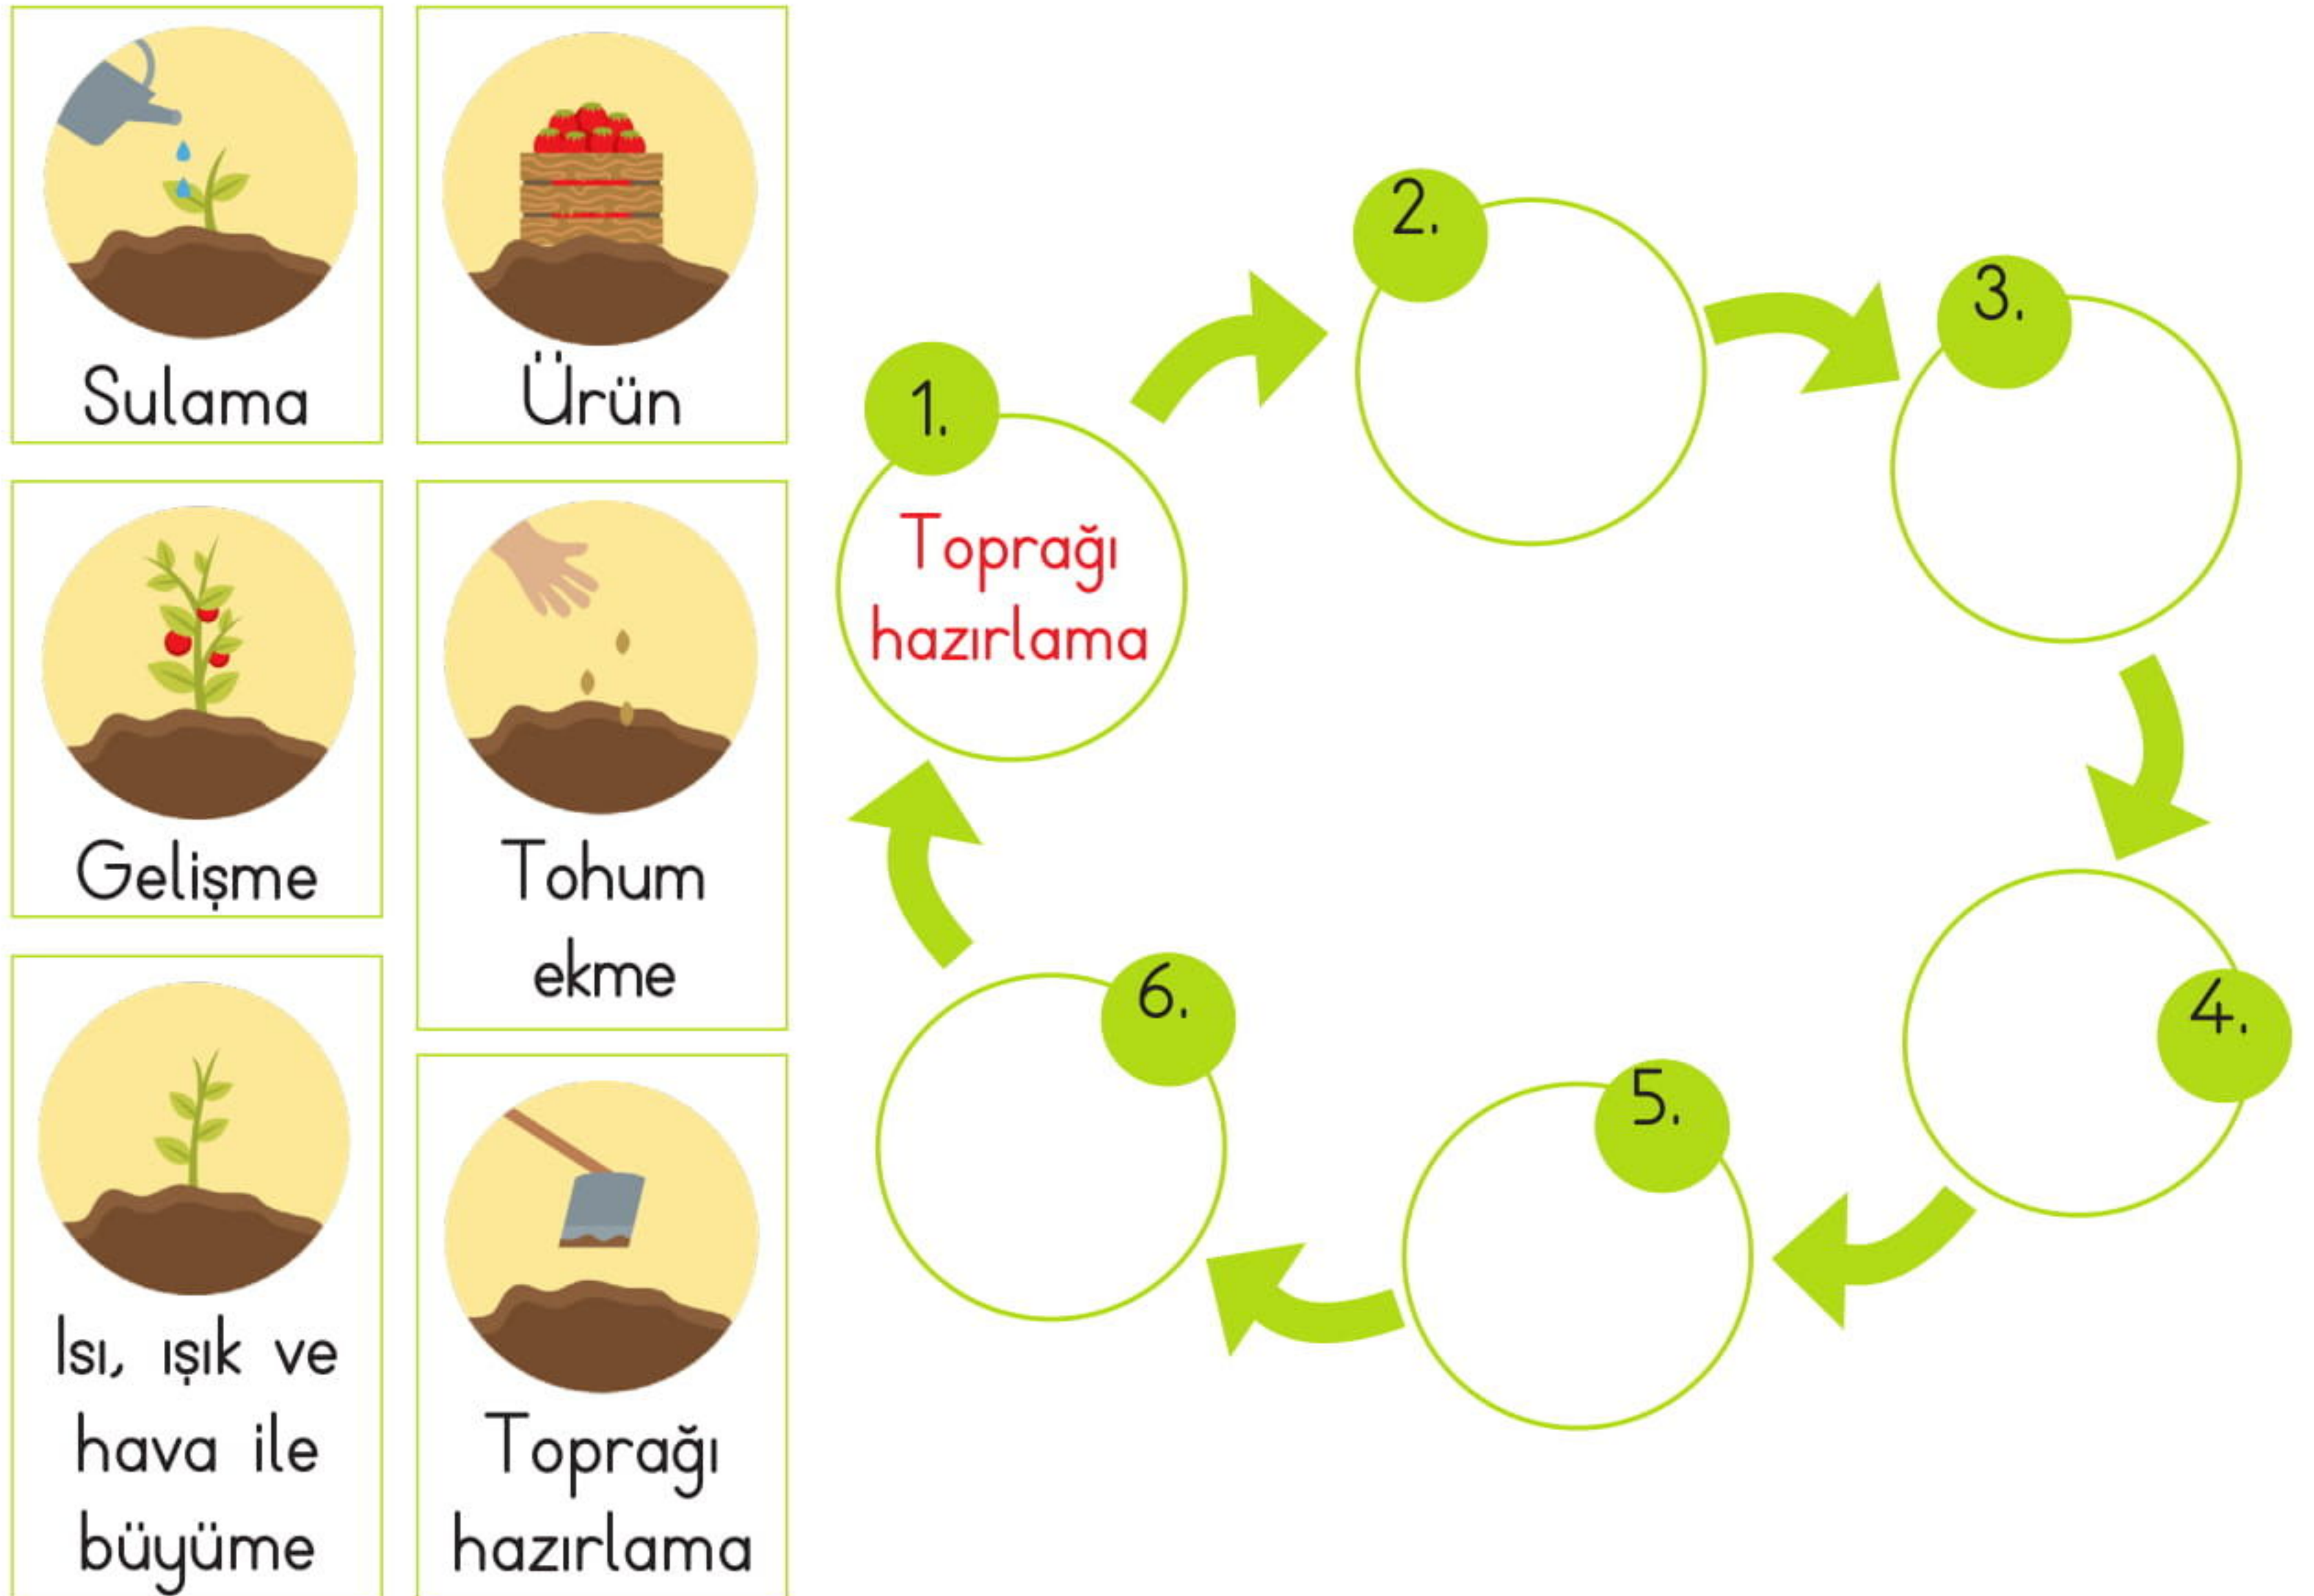 Sulama
Ürün
Gelişme
Tohum
ekme
Isı, ışık ve
hava ile
büyüme
Toprağı
hazırlama
1.
Toprağı
hazırlama
2.
3.
4.
5.
6.